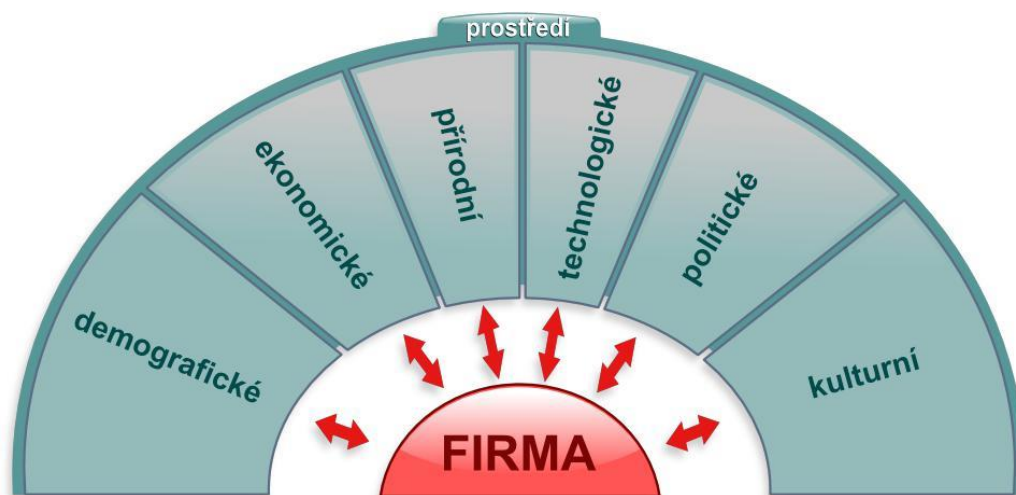 prostředí
demografické
ekonomické
přírodní
technologické
politické
kulturní
FIRMA